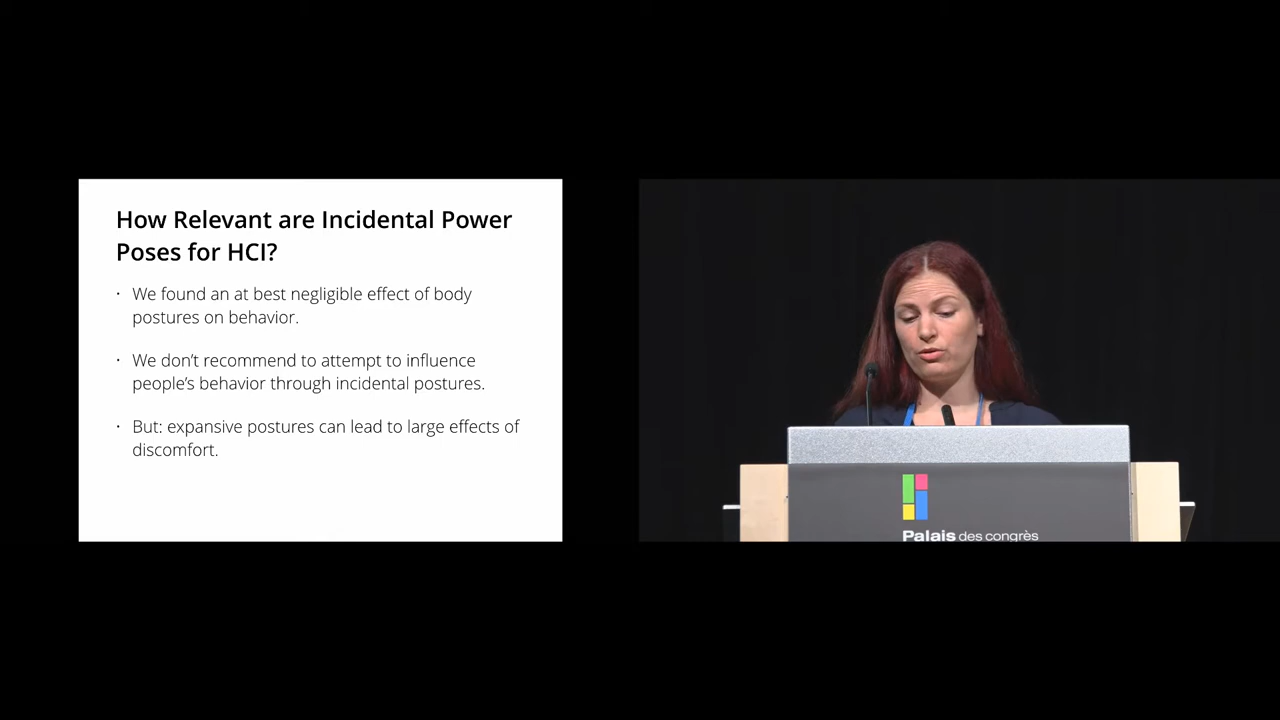 How Relevant are Incidental Power
Poses for HCI?
· We found an at best negligible effect of body
postures on behavior.
· We don’t recommend to attempt to influence
people’s behavior through incidental postures.
· But: expansive postures can lead to large effects of
discomfort.
Palais des congrès